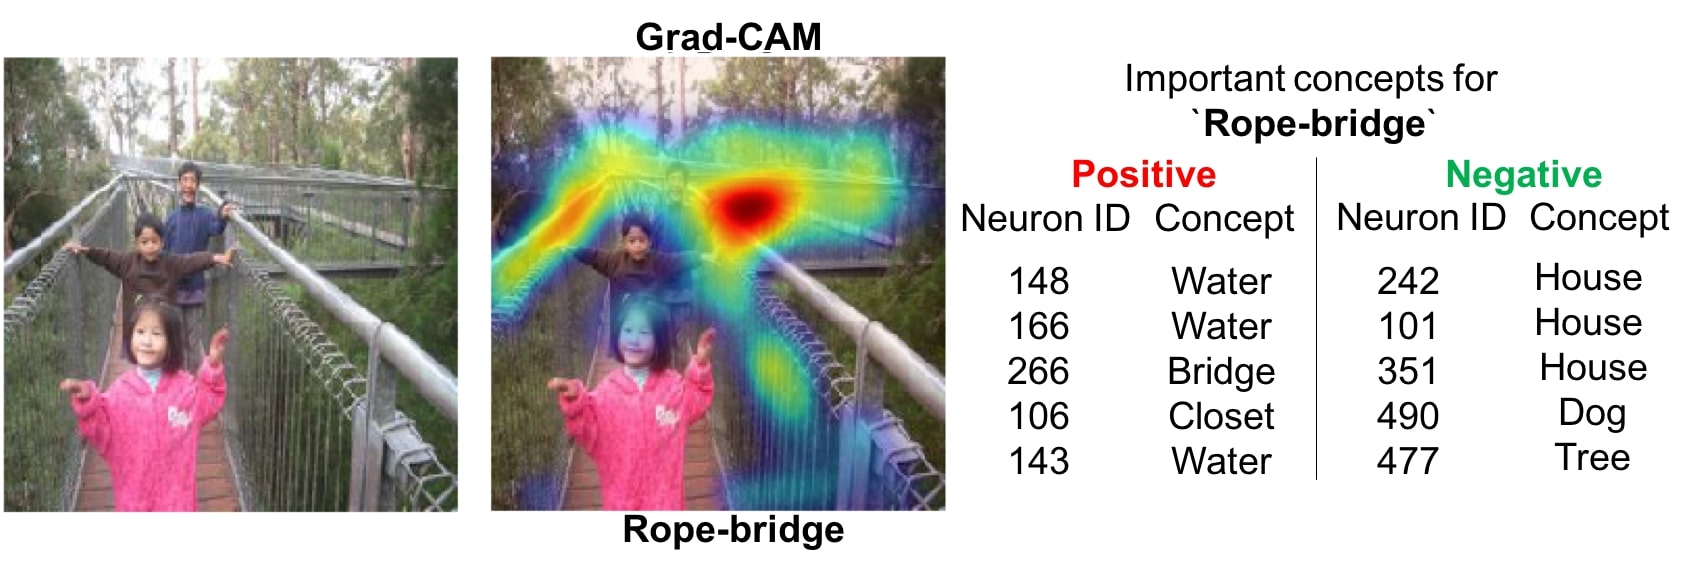 Grad-CAM
Rope-bridge
Important concepts for
`Rope-bridge`
Positive Negative
Neuron ID Concept Neuron ID Concept
148 Water 242 House
166 Water 101 House
266 Bridge 351 House
106 Closet 490 Dog
143 Water 477 Tree